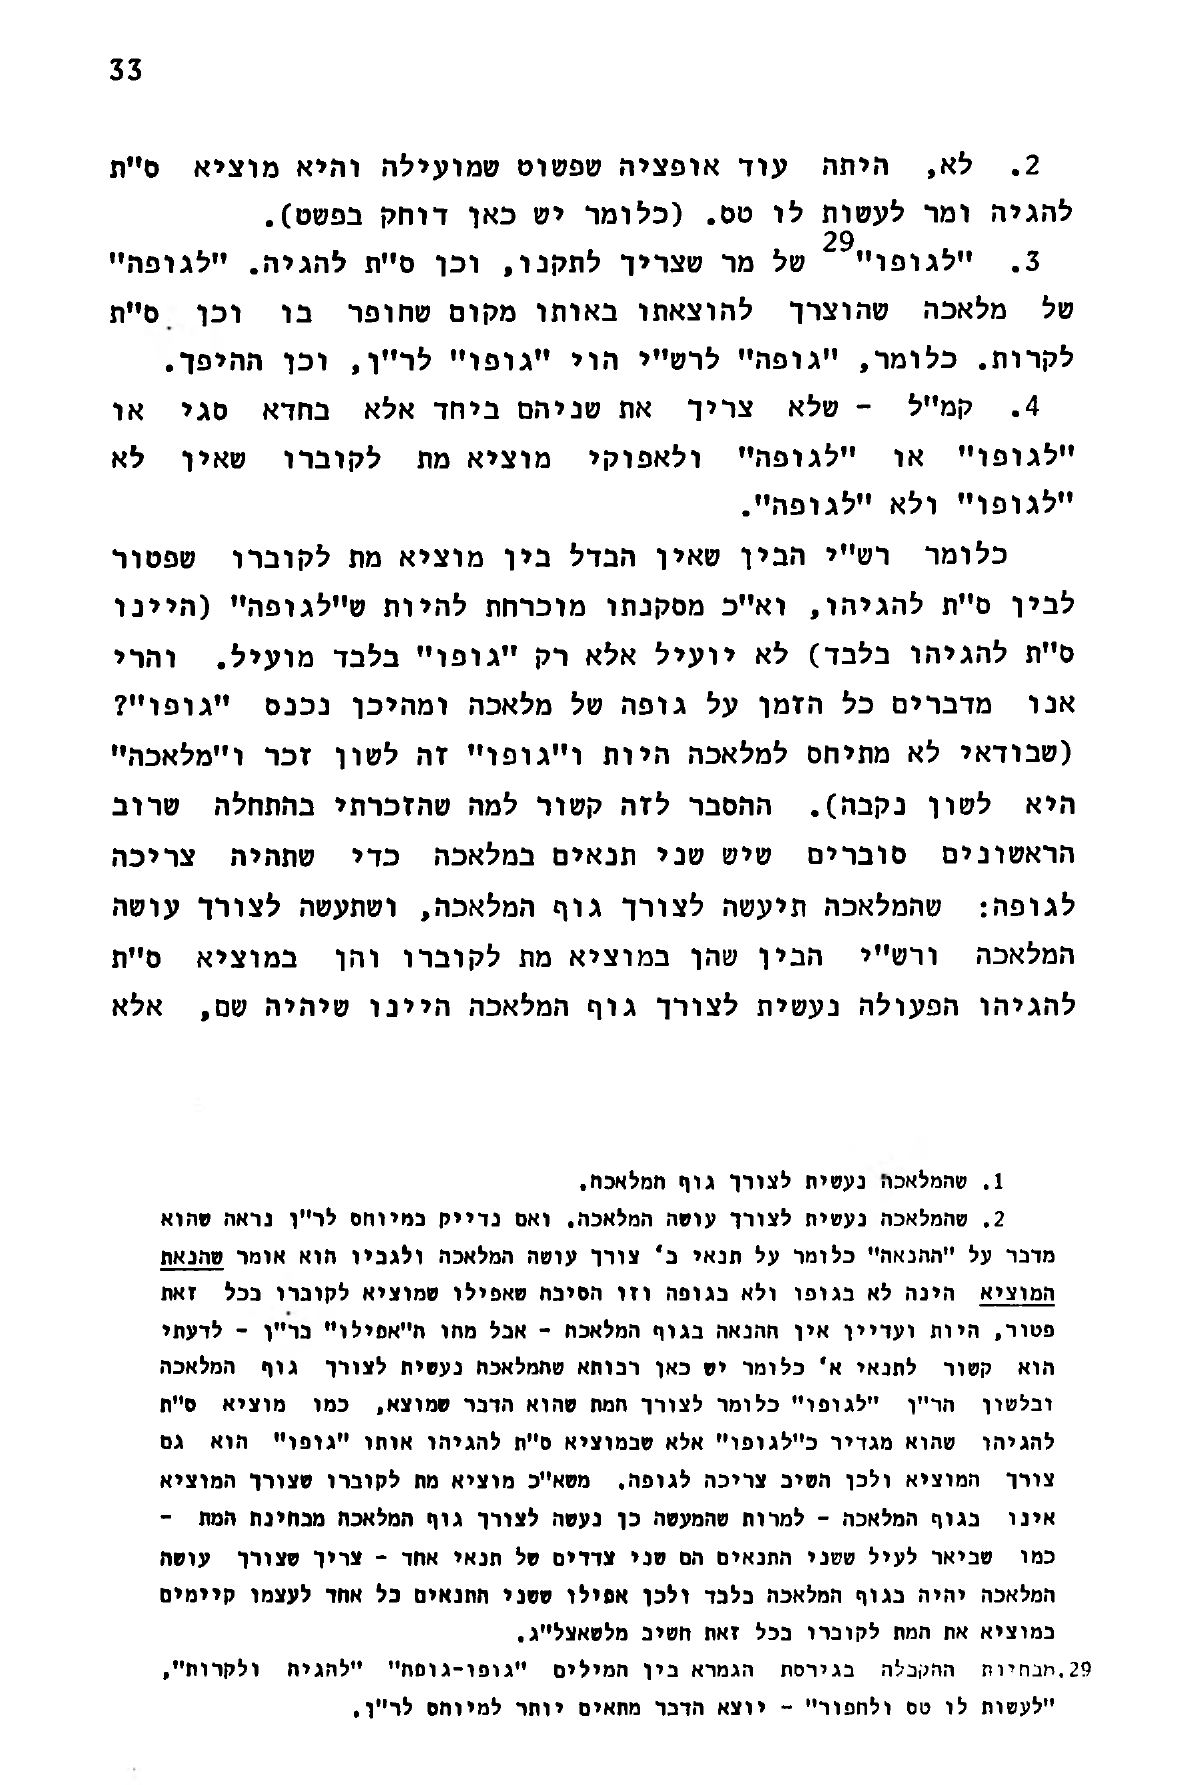 33
2. לא, היתה עוד אופציה שפשוט שמועילה והיא מוציא ס"ת
להגיה ומר לעשות לו טס. (כלומר יש כאן דוחק בפשט).
3. "לגופו"29 של מר שצריך לתקנו, וכן ס"ת להגיה. "לגופה"
של מלאכה שהוצרך להוצאתו באותו מקום שחופר בו וכן ס"ת
לקרות. כלומר, "גופה" לרש"י הוי "גופו" לר"ן, וכן ההיפך.
4. קמ"ל - שלא צריך את שניהם ביחד אלא בחדא סגי או
"לגופו" או "לגופה" ולאפוקי מוציא מת לקוברו שאין לא
"לגופו" ולא "לגופה".
כלומר רש"י הבין שאין הבדל בין מוציא מת לקוברו שפטור
לבין ס"ת להגיהו, וא"כ מסקנתו מוכרחת להיות ש"לגופה" (היינו
ס"ת להגיהו בלבד) לא יועיל אלא רק "גופו" בלבד מועיל. והרי
אנו מדברים כל הזמן על גופה של מלאכה ומהיכן נכנס "גופו"?
(שבודאי לא מתיחס למלאכה היות ו"גופו" זה לשון זכר ו"מלאכה"
היא לשון נקבה). ההסבר לזה קשור למה שהזכרתי בהתחלה שרוב
הראשונים סוברים שיש שני תנאים במלאכה כדי שתהיה צריכה
לגופה: שהמלאכה תיעשה לצורך גוף המלאכה, ושתעשה לצורך עושה
המלאכה ורש"י הבין שהן במוציא מת לקוברו והן במוציא ס"ת
להגיהו הפעולה נעשית לצורך גוף המלאכה היינו שיהיה שם, אלא
1. שהמלאכה נעשית לצורך גוף המלאכה.
2. שהמלאכה נעשית לצורך עושה המלאכה. ואם נדייק במיוחס לר"ן נראה שהוא
מדבר על "ההנאה" כלומר על תנאי ב' צורך עושה המלאכה ולגביו הוא אומר שהנאת
המוציא הינה לא בגופו ולא בגופה וזו הסיבה שאפילו שמוציא לקוברו בכל זאת
פטור, היות ועדיין אין ההנאה בגוף המלאכה - אבל מהו ה"אפילו" בר"ן - לדעתי
הוא קשור לתנאי א' כלומר יש כאן רבותא שהמלאכה נעשית לצורך גוף המלאכה
ובלשון הר"ן "לגופו" כלומר לצורך המת שהוא הדבר שמוצא, כמו מוציא ס"ת
להגיהו שהוא מגדיר כ"לגופו" אלא שבמוציא ס"ת להגיהו אותו "גופו" הוא גם
צורך המוציא ולכן חשיב צריכה לגופה. משא"כ מוציא מת לקוברו שצורך המוציא
אינו בגוף המלאכה - למרות שהמעשה כן נעשה לצורך גוף המלאכה מבחינת המת -
כמו שביאר לעיל ששני התנאים הם שני צדדים של תנאי אחד - צריך שצורך עושה
המלאכה יהיה בגוף המלאכה בלבד ולכן אפילו ששני התנאים כל אחד לעצמו קיימים
במוציא את המת לקוברו בכל זאת חשיב מלשאצל"ג.
29. מבחיות ההקבלה בגירסת הגמרא בין המילים "גופו-גופה" "להגיה ולקרות",
"לעשות לו טס ולחפור" - יוצא הדבר מתאים יותר למיוחס לר"ן.